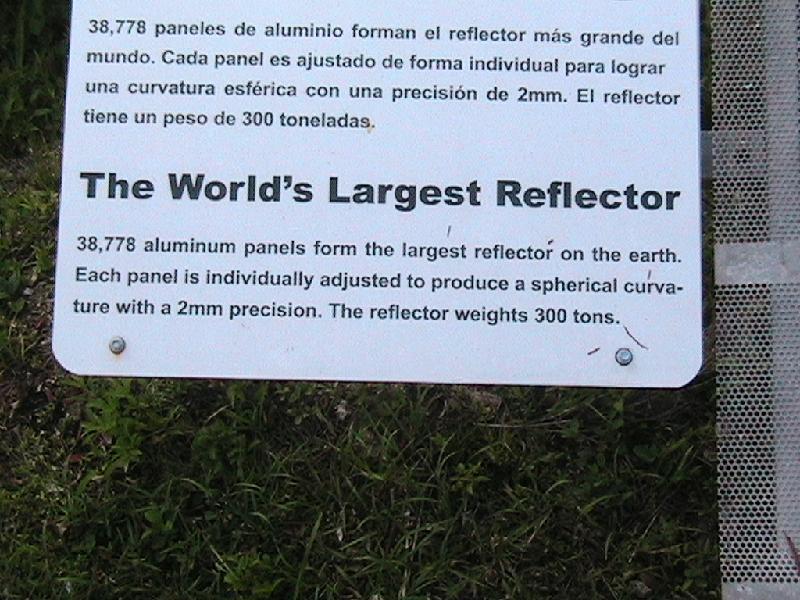 38,778 paneles de aluminio forman el reflector más grande del
mundo. Cada panel es ajustado de forma individual para lograr
una curvatura esférica con una precisión de 2mm. El reflector
tiene un peso de 300 toneladas.
The World's Largest Reflector
38,778 aluminum panels form the largest reflector on the earth.
Each panel is individually adjusted to produce a spherical curva-
ture with a 2mm precision. The reflector weights 300 tons.